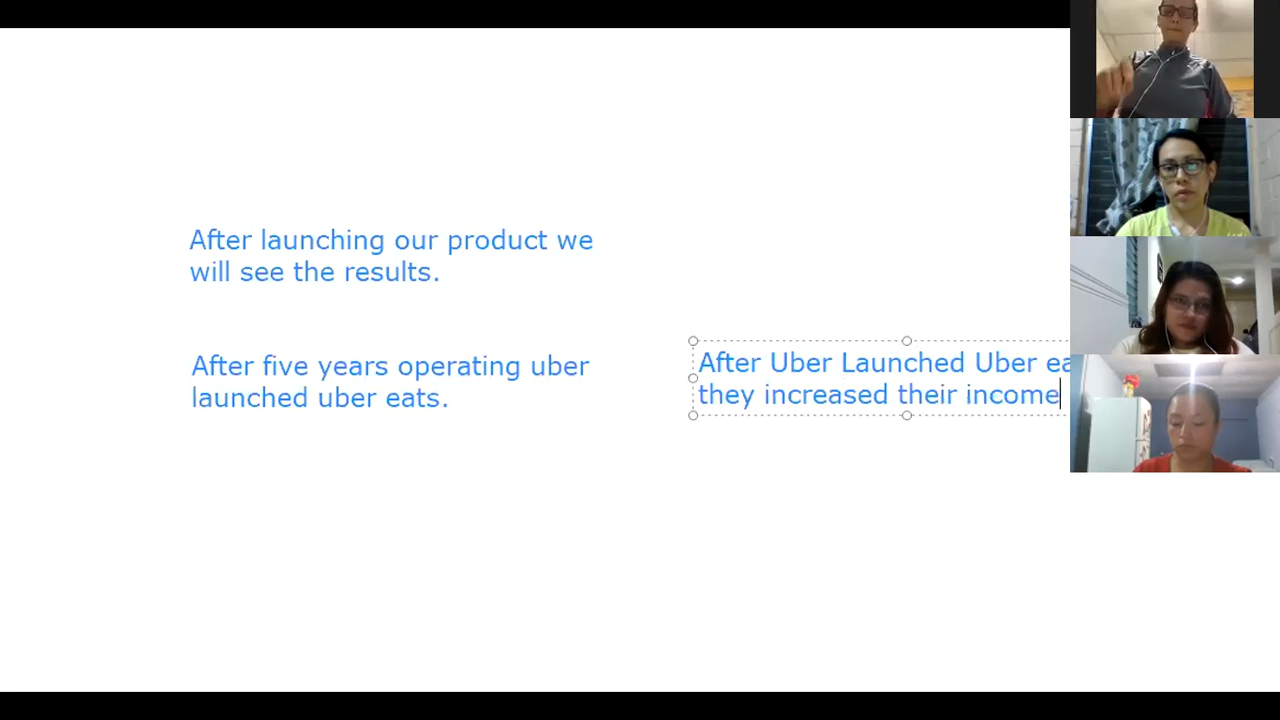 After launching our product we
will see the results.
After five years operating uber
launched uber eats.
After Uber Launched Uber
they increased their income